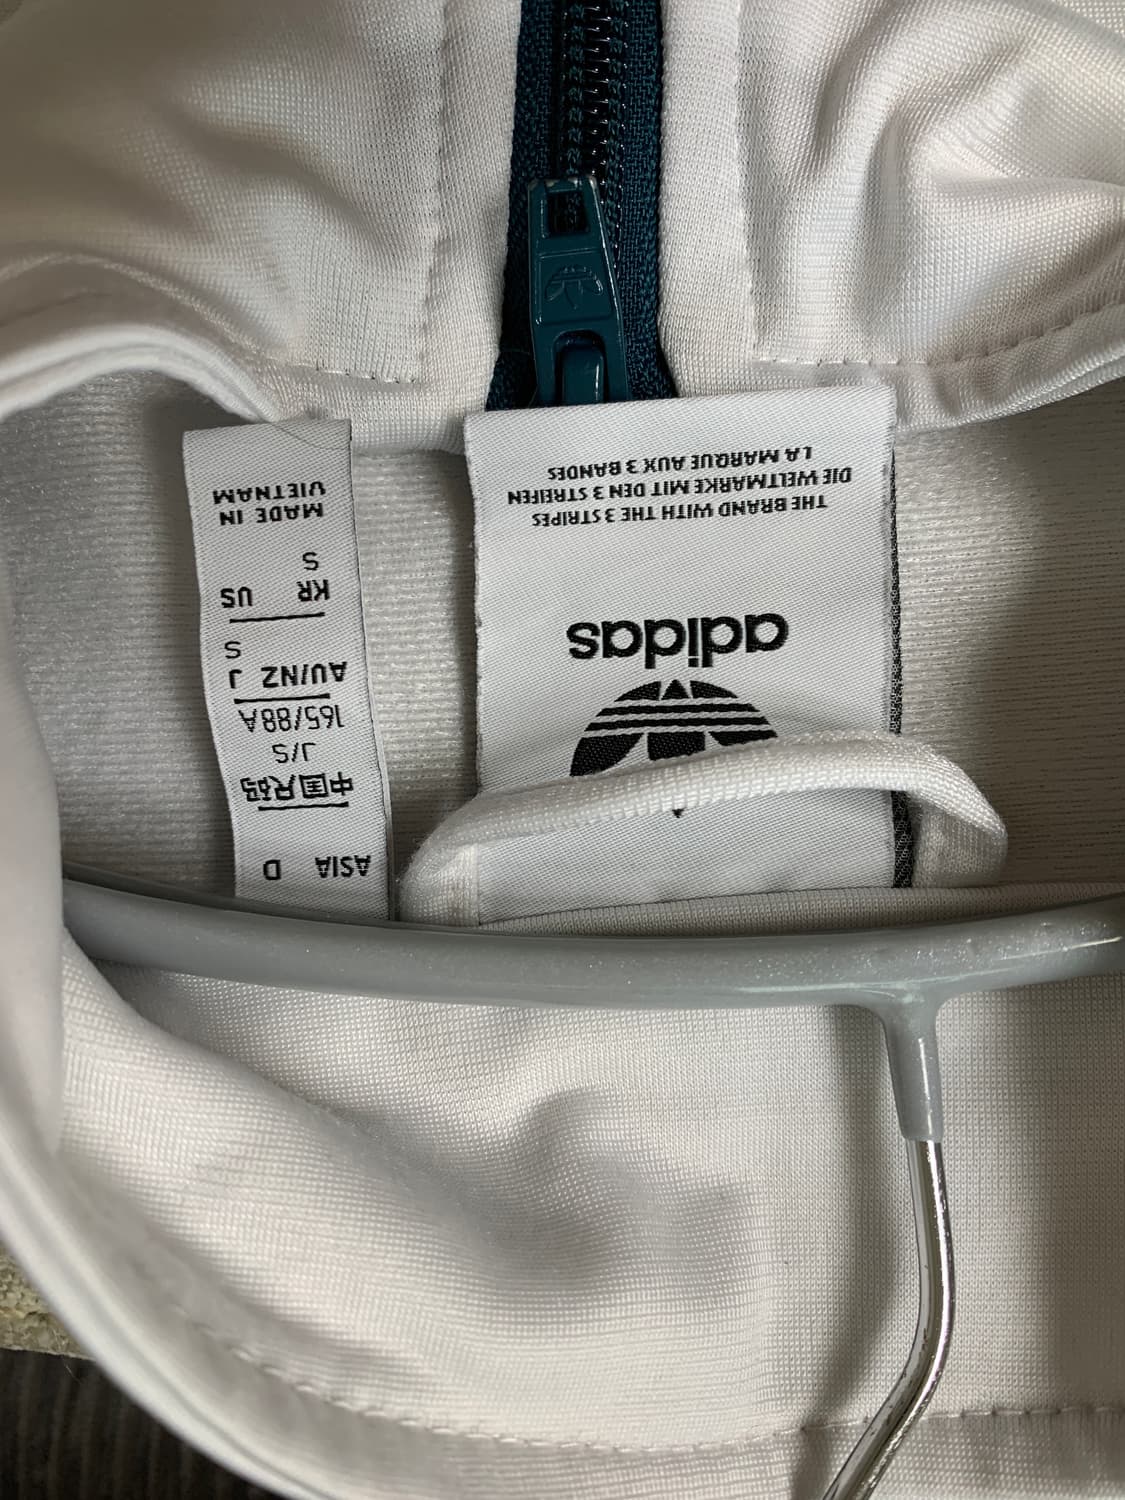 adidas
THE BRAND WITH THE 3 STRIPES
DIE WELTMARKE MIT DEN 3 STREIFEN
LA MARQUE AUX 3 BANDES
ASIA D
中国尺码
J/S
165/88A
AU/NZ J
S
KR US
S
MADE IN
VIETNAM